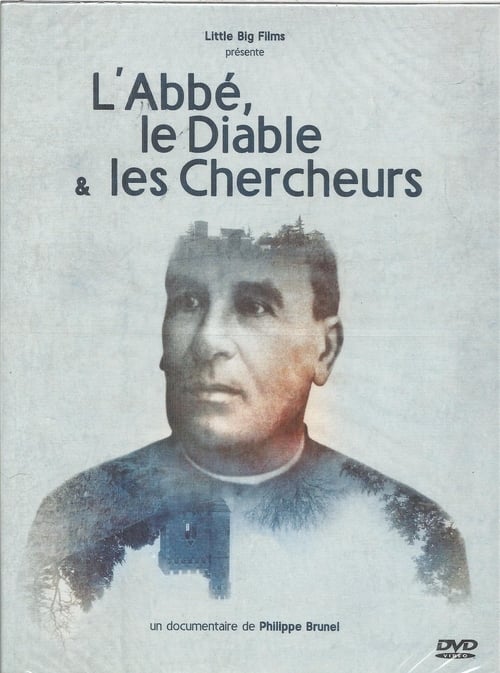 Little Big Films
présente
L'Abbé,
le Diable
& les Chercheurs
un documentaire de Philippe Brunel
DVD
VIDEO